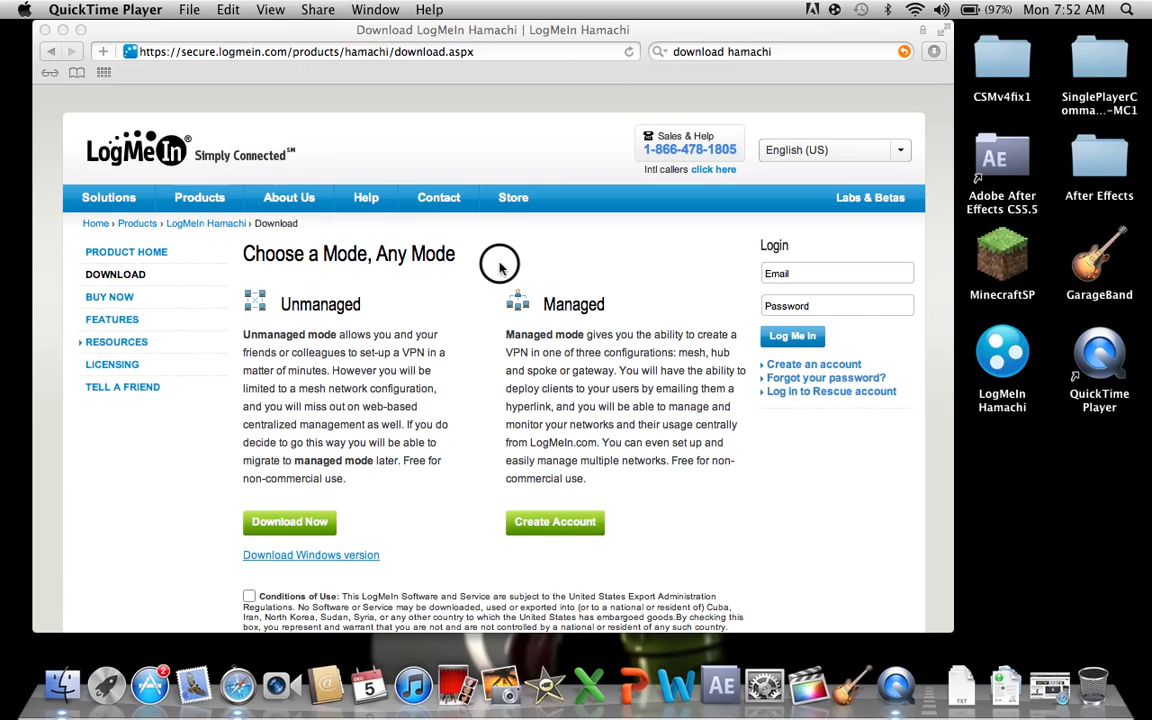 QuickTime Player File Edit View Share Window Help (97%) Mon 7:52 AM
Download LogMeIn Hamachi | LogMeIn Hamachi
https://secure.logmein.com/products/hamachi/download.aspx download hamachi
LogMeIn® Simply Connected℠
Sales & Help
1-866-478-1805
Intl callers click here
English (US)
Solutions Products About Us Help Contact Store Labs & Betas
Home › Products › LogMeIn Hamachi › Download
PRODUCT HOME
DOWNLOAD
BUY NOW
FEATURES
RESOURCES
LICENSING
TELL A FRIEND
Choose a Mode, Any Mode
Unmanaged
Unmanaged mode allows you and your
friends or colleagues to set-up a VPN in a
matter of minutes. However you will be
limited to a mesh network configuration,
and you will miss out on web-based
centralized management as well. If you do
decide to go this way you will be able to
migrate to managed mode later. Free for
non-commercial use.
Download Now
Download Windows version
Managed
Managed mode gives you the ability to create a
VPN in one of three configurations: mesh, hub
and spoke or gateway. You will have the ability to
deploy clients to your users by emailing them a
hyperlink, and you will be able to manage and
monitor your networks and their usage centrally
from LogMeIn.com. You can even set up and
easily manage multiple networks. Free for non-
commercial use.
Create Account
Conditions of Use: This LogMeIn Software and Service are subject to the United States Export Administration
Regulations. No Software or Service may be downloaded, used or exported into (or to a national or resident of) Cuba,
Iran, North Korea, Sudan, Syria, or any other country to which the United States has embargoed goods.By checking this
box, you represent and warrant that you are not and are not controlled by a national or resident of any such country.
Login
Email
Password
Log Me In
Create an account
Forgot your password?
Log in to Rescue account
CSMv4fix1
SinglePlayerC
omma...-MC1
AE
Adobe After
Effects CS5.5
After Effects
MinecraftSP
GarageBand
LogMeIn
Hamachi
QuickTime
Player
2
DEC
5
X
P
W
AE
TXT